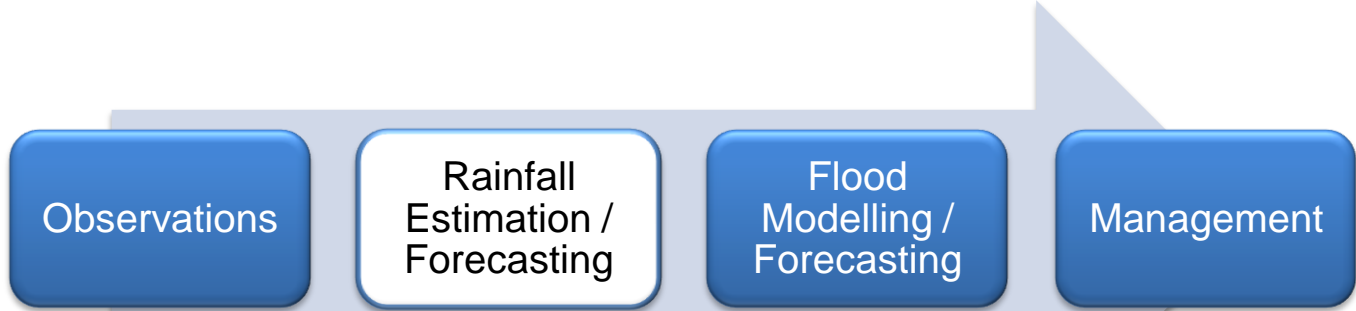 Observations
Rainfall
Estimation /
Forecasting
Flood
Modelling /
Forecasting
Management